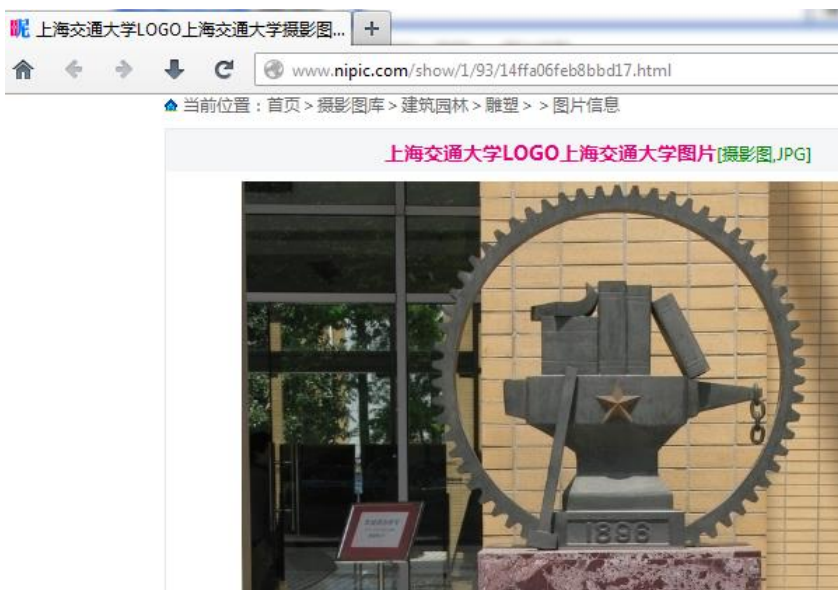 昵 上海交通大学LOGO上海交通大学摄影图... +
www.nipic.com/show/1/93/14ffa06feb8bbd17.html
当前位置：首页 > 摄影图库 > 建筑园林 > 雕塑 > > 图片信息
上海交通大学LOGO上海交通大学图片[摄影图,JPG]
1896